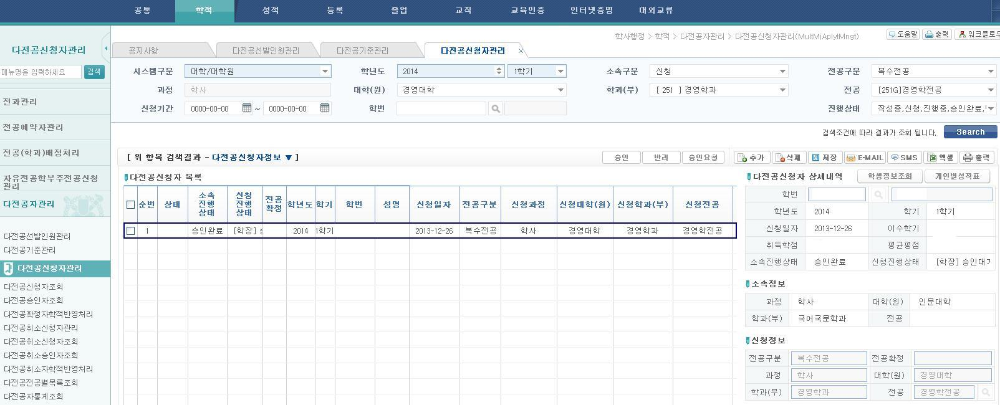 공통 학적 성적 등록 졸업 교직 교육인증 인터넷증명 대외교류
학사행정 > 학적 > 다전공자관리 > 다전공신청자관리(MultMjAplytMngt)
도움말 출력 워크플로우
다전공신청자관리
메뉴명을 입력하세요 검색
전과관리
전공예약자관리
전공(학과)배정처리
자유전공학부주전공신청
관리
다전공자관리
다전공선발인원관리
다전공기준관리
다전공신청자관리
다전공신청자조회
다전공승인자조회
다전공확정자학적반영처리
다전공취소신청자관리
다전공취소신청자조회
다전공취소승인자조회
다전공취소자학적반영처리
다전공전공별목록조회
다전공자통계조회
공지사항 다전공선발인원관리 다전공기준관리 다전공신청자관리 ×
시스템구분 대학/대학원 학년도 2014 1학기 소속구분 신청 전공구분 복수전공
과정 학사 대학(원) 경영대학 학과(부) [ 251 ] 경영학과 전공 [251G]경영학전공
신청기간 0000-00-00 ~ 0000-00-00 학번 진행상태 작성중,신청,진행중,승인완료,
검색조건에 따라 결과가 조회 됩니다. Search
[ 위 항목 검색결과 - 다전공신청자정보 ▼ ] 승인 반려 승인요청 추가 삭제 저장 E-MAIL SMS 엑셀 출력
다전공신청자 목록
순번 상태 소속진행상태 신청진행상태 전공확정 학년도 학기 학번 성명 신청일자 전공구분 신청과정 신청대학(원) 신청학과(부) 신청전공
1 승인완료 [학장] 2014 1학기 2013-12-26 복수전공 학사 경영대학 경영학과 경영학전공
다전공신청자 상세내역 학생정보조회 개인별성적표
학번
학년도 2014 학기 1학기
신청일자 2013-12-26 이수학기
취득학점 평균평점
소속진행상태 승인완료 신청진행상태 [학장] 승인대기
소속정보
과정 학사 대학(원) 인문대학
학과(부) 국어국문학과 전공
신청정보
전공구분 복수전공 전공확정
과정 학사 대학(원) 경영대학
학과(부) 경영학과 전공 경영학전공